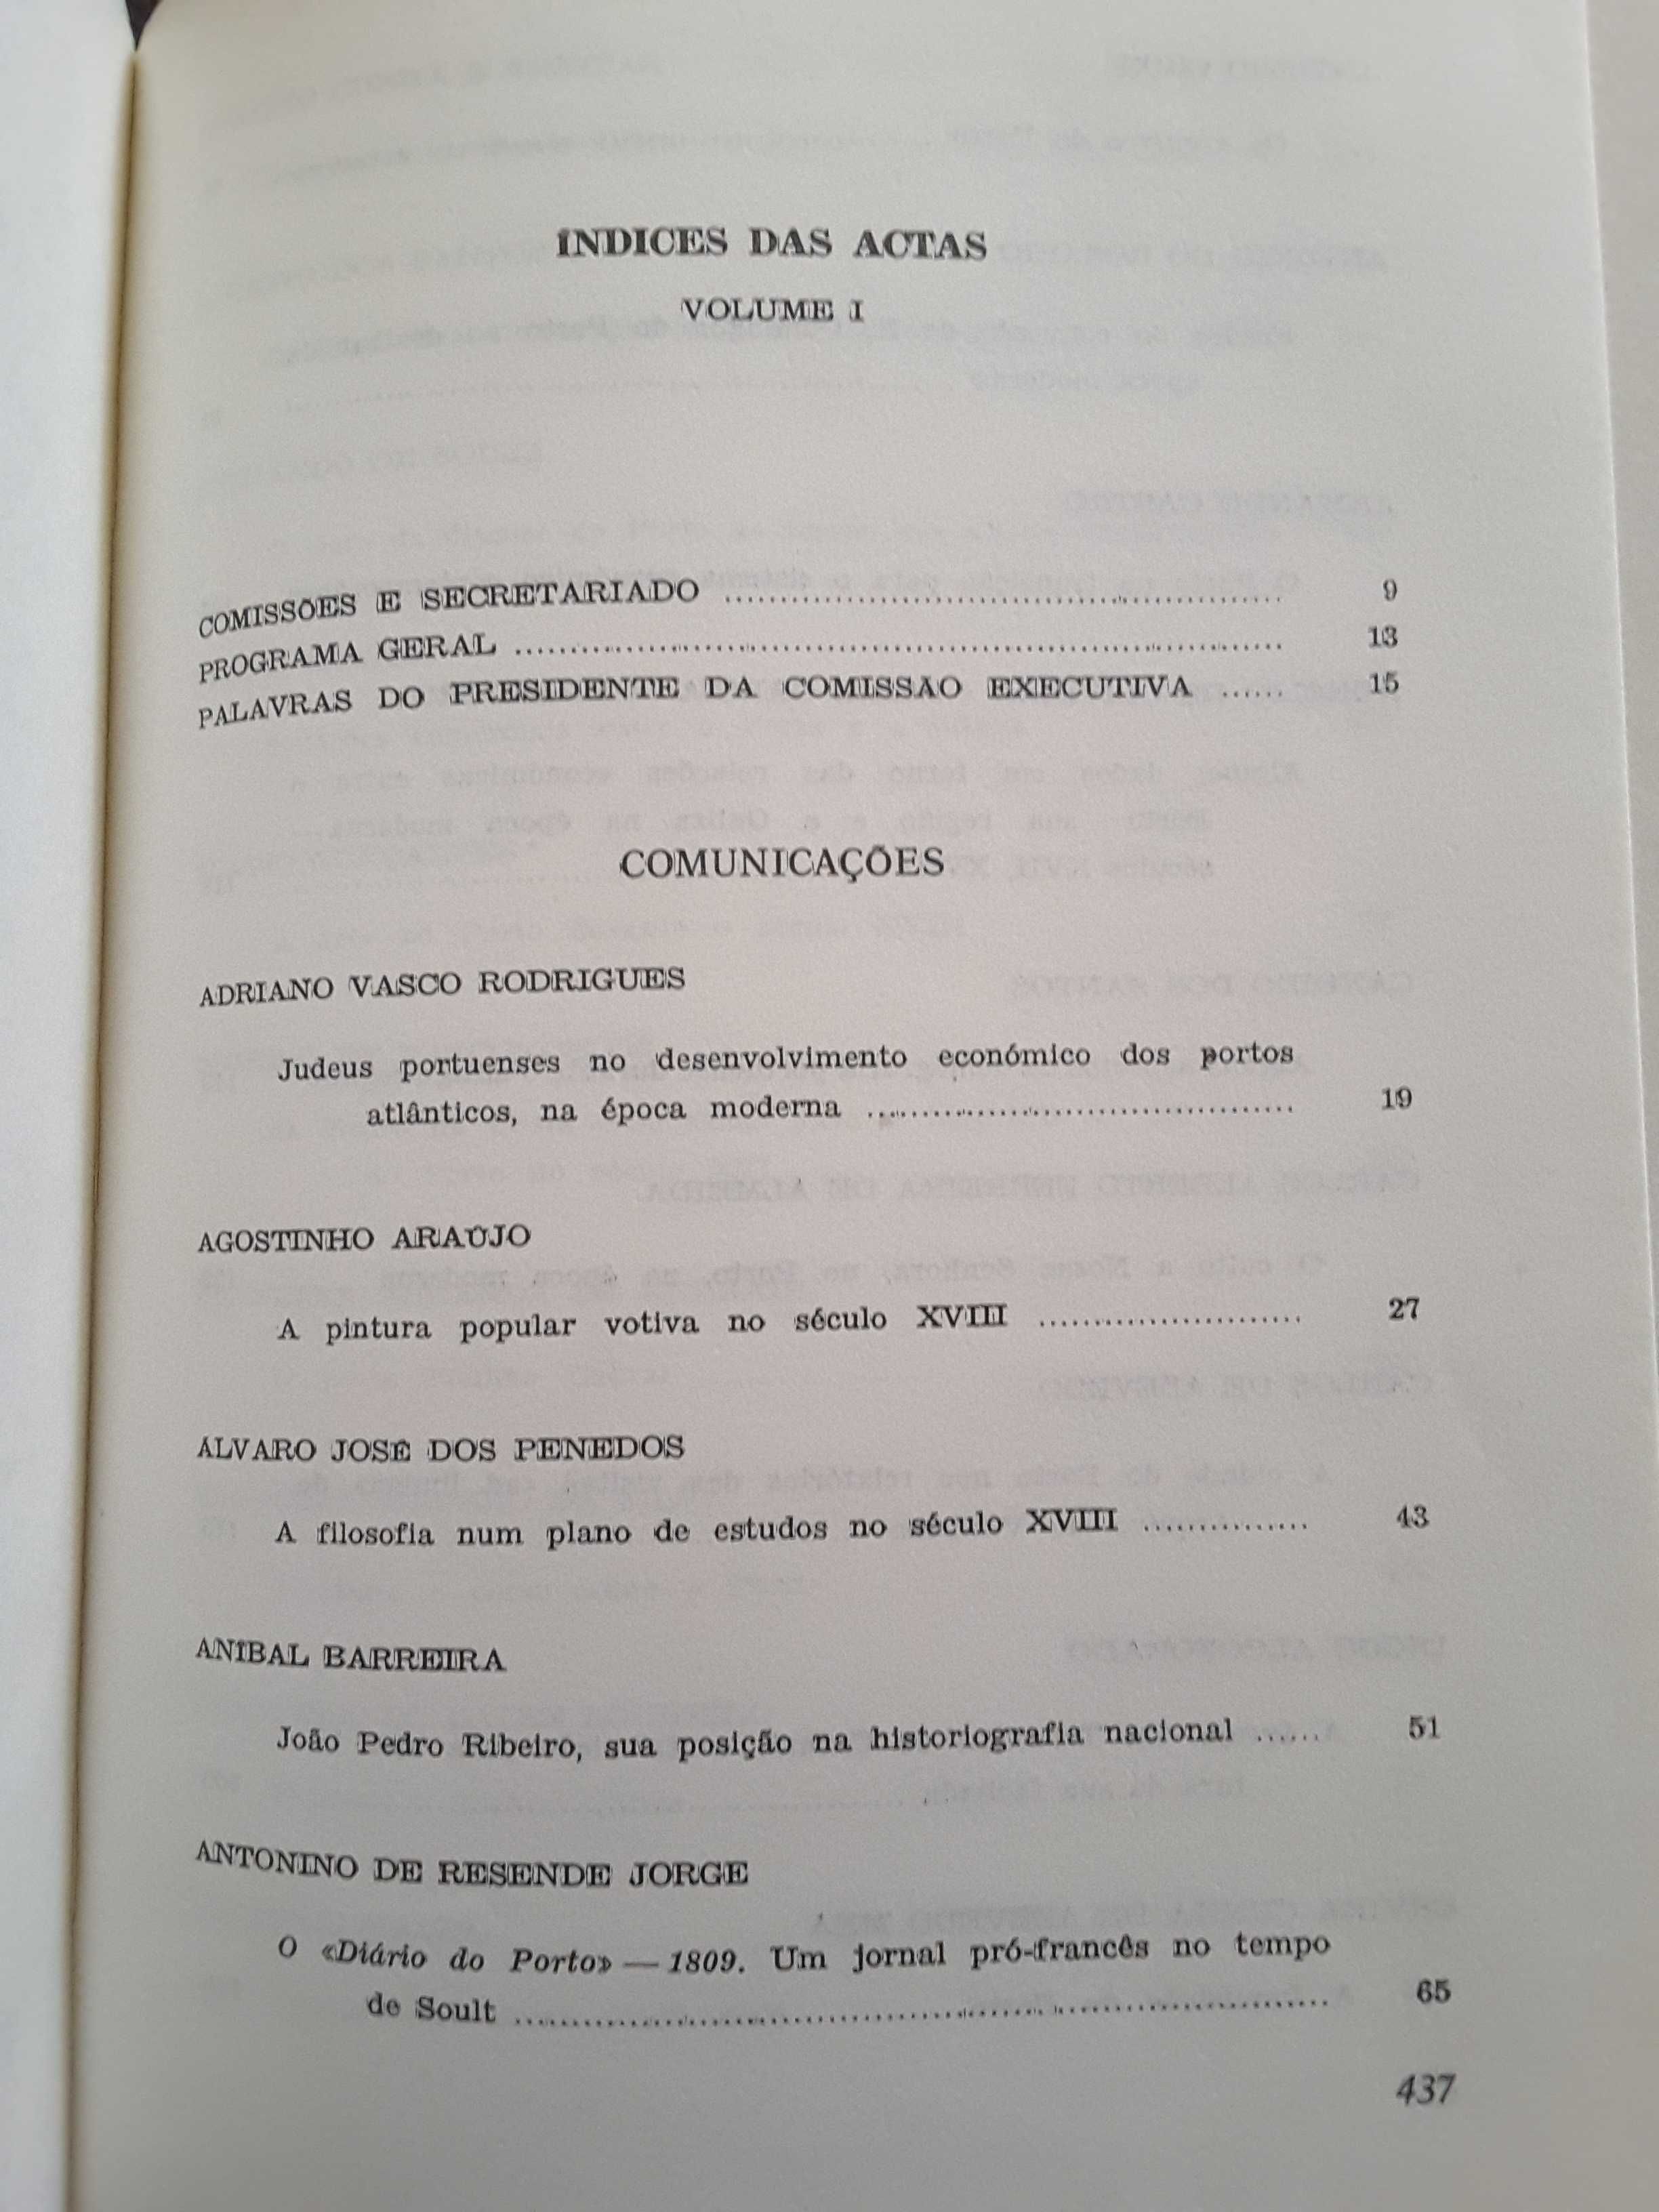 ÍNDICES DAS ACTAS
VOLUME I
COMISSÕES E SECRETARIADO ........................................................ 9
PROGRAMA GERAL ........................................................ 13
PALAVRAS DO PRESIDENTE DA COMISSÃO EXECUTIVA ...... 15
COMUNICAÇÕES
ADRIANO VASCO RODRIGUES
Judeus portuenses no desenvolvimento económico dos portos
atlânticos, na época moderna ........................................ 19
AGOSTINHO ARAÚJO
A pintura popular votiva no século XVIII ........................ 27
ÁLVARO JOSÉ DOS PENEDOS
A filosofia num plano de estudos no século XVIII ............... 43
ANÍBAL BARREIRA
João Pedro Ribeiro, sua posição na historiografia nacional ...... 51
ANTONINO DE RESENDE JORGE
O «Diário do Porto» — 1809. Um jornal pró-francês no tempo
de Soult ........................................................ 65
437